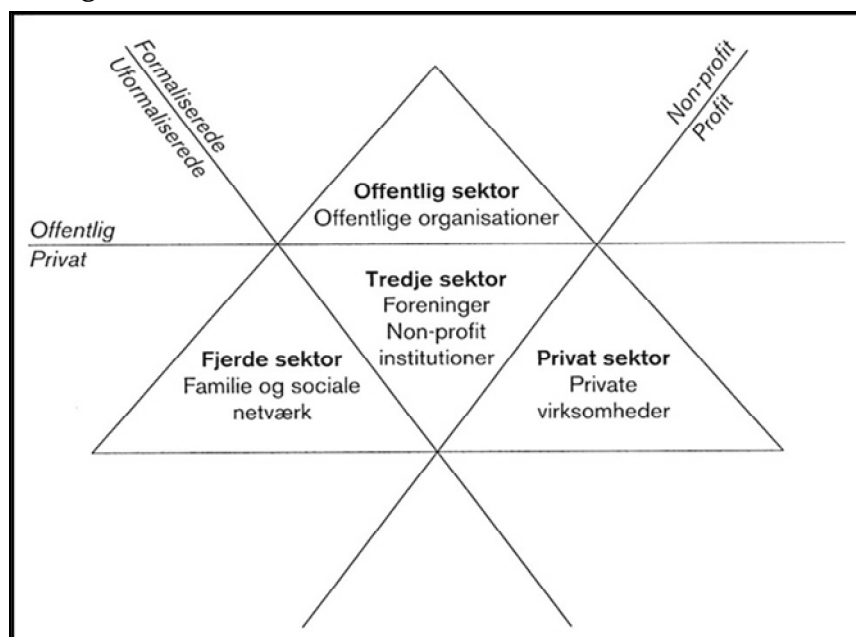 Formaliserede
Uformaliserede
Non-profit
Profit
Offentlig sektor
Offentlige organisationer
Offentlig
Privat
Tredje sektor
Foreninger
Non-profit
institutioner
Fjerde sektor
Familie og sociale
netværk
Privat sektor
Private
virksomheder